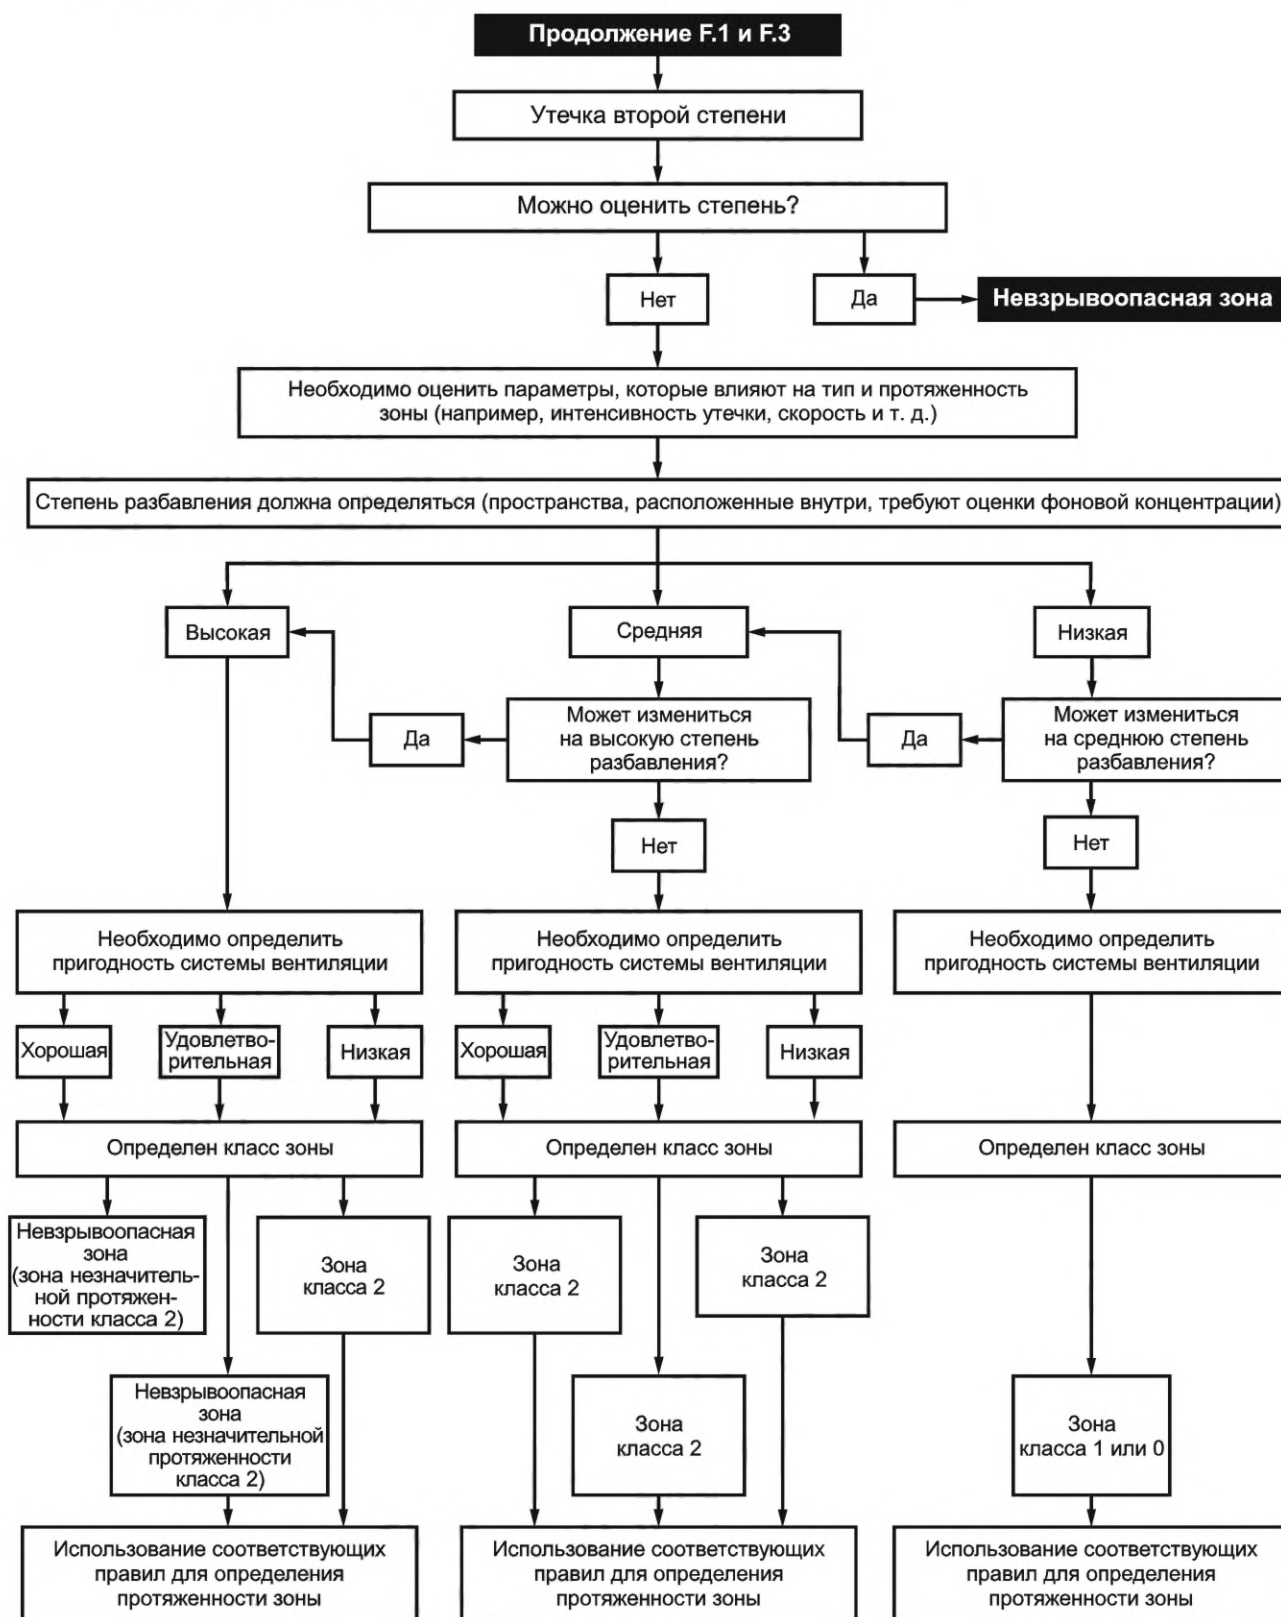 Продолжение F.1 и F.3
Утечка второй степени
Можно оценить степень?
Нет
Да
Невзрывоопасная зона
Необходимо оценить параметры, которые влияют на тип и протяженность
зоны (например, интенсивность утечки, скорость и т. д.)
Степень разбавления должна определяться (пространства, расположенные внутри, требуют оценки фоновой концентрации)
Высокая
Средняя
Низкая
Да
Может измениться
на высокую степень
разбавления?
Да
Может измениться
на среднюю степень
разбавления?
Нет
Нет
Необходимо определить
пригодность системы вентиляции
Необходимо определить
пригодность системы вентиляции
Необходимо определить
пригодность системы вентиляции
Хорошая
Удовлетво-
рительная
Низкая
Хорошая
Удовлетво-
рительная
Низкая
Определен класс зоны
Определен класс зоны
Определен класс зоны
Невзрывоопасная
зона
(зона незначитель-
ной протяжен-
ности класса 2)
Зона
класса 2
Зона
класса 2
Зона
класса 2
Невзрывоопасная
зона
(зона незначительной
протяженности
класса 2)
Зона
класса 2
Зона
класса 1 или 0
Использование соответствующих
правил для определения
протяженности зоны
Использование соответствующих
правил для определения
протяженности зоны
Использование соответствующих
правил для определения
протяженности зоны